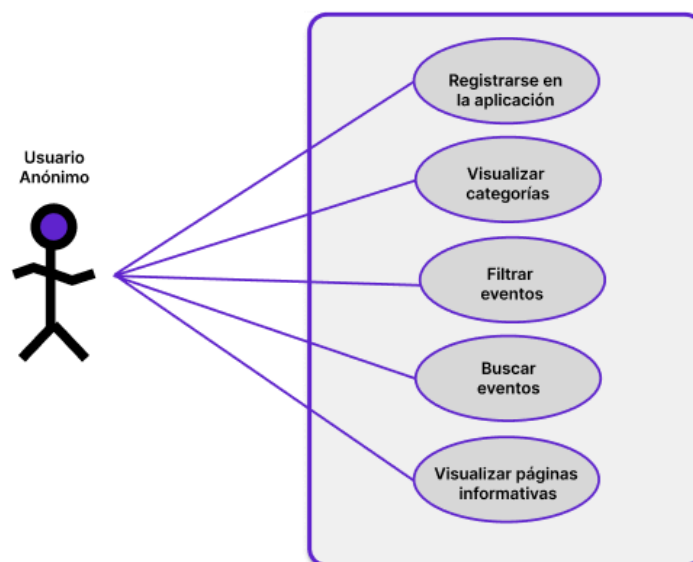 Registrarse en
la aplicación
Usuario
Anónimo
Visualizar
categorías
Filtrar
eventos
Buscar
eventos
Visualizar páginas
informativas